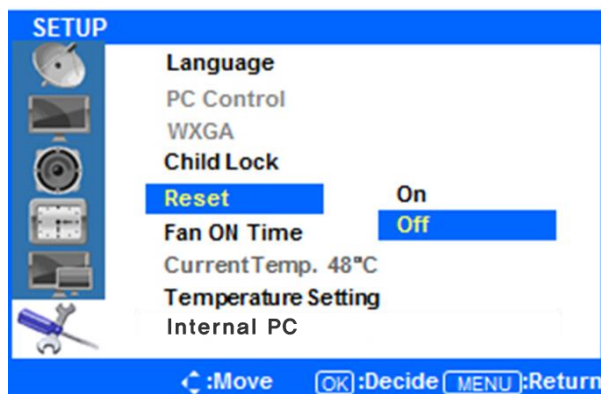 SETUP
Language
PC Control
WXGA
Child Lock
Reset On
Off
Fan ON Time
CurrentTemp. 48°C
Temperature Setting
Internal PC
:Move OK:Decide MENU:Return